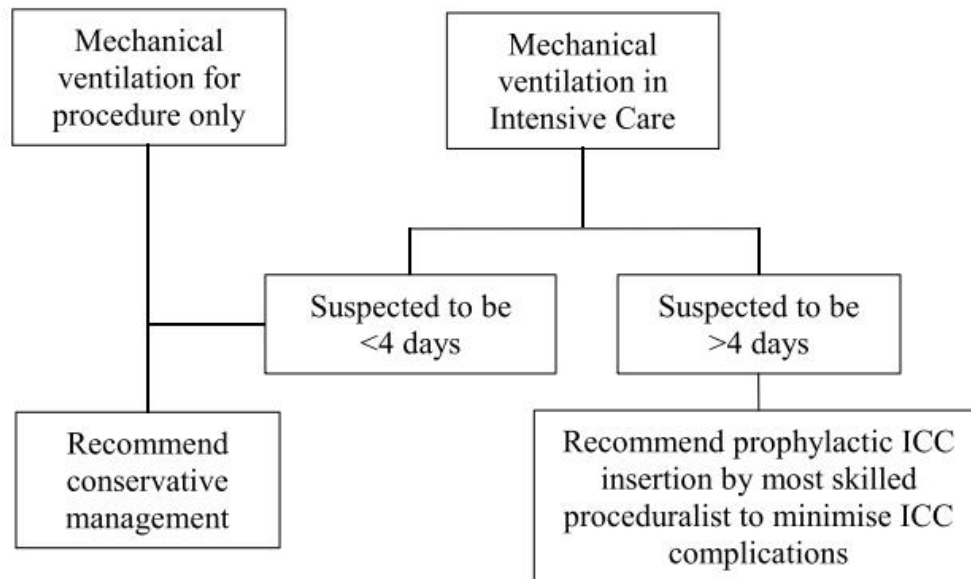 Mechanical
ventilation for
procedure only
Mechanical
ventilation in
Intensive Care
Suspected to be
<4 days
Suspected to be
>4 days
Recommend
conservative
management
Recommend prophylactic ICC
insertion by most skilled
proceduralist to minimise ICC
complications